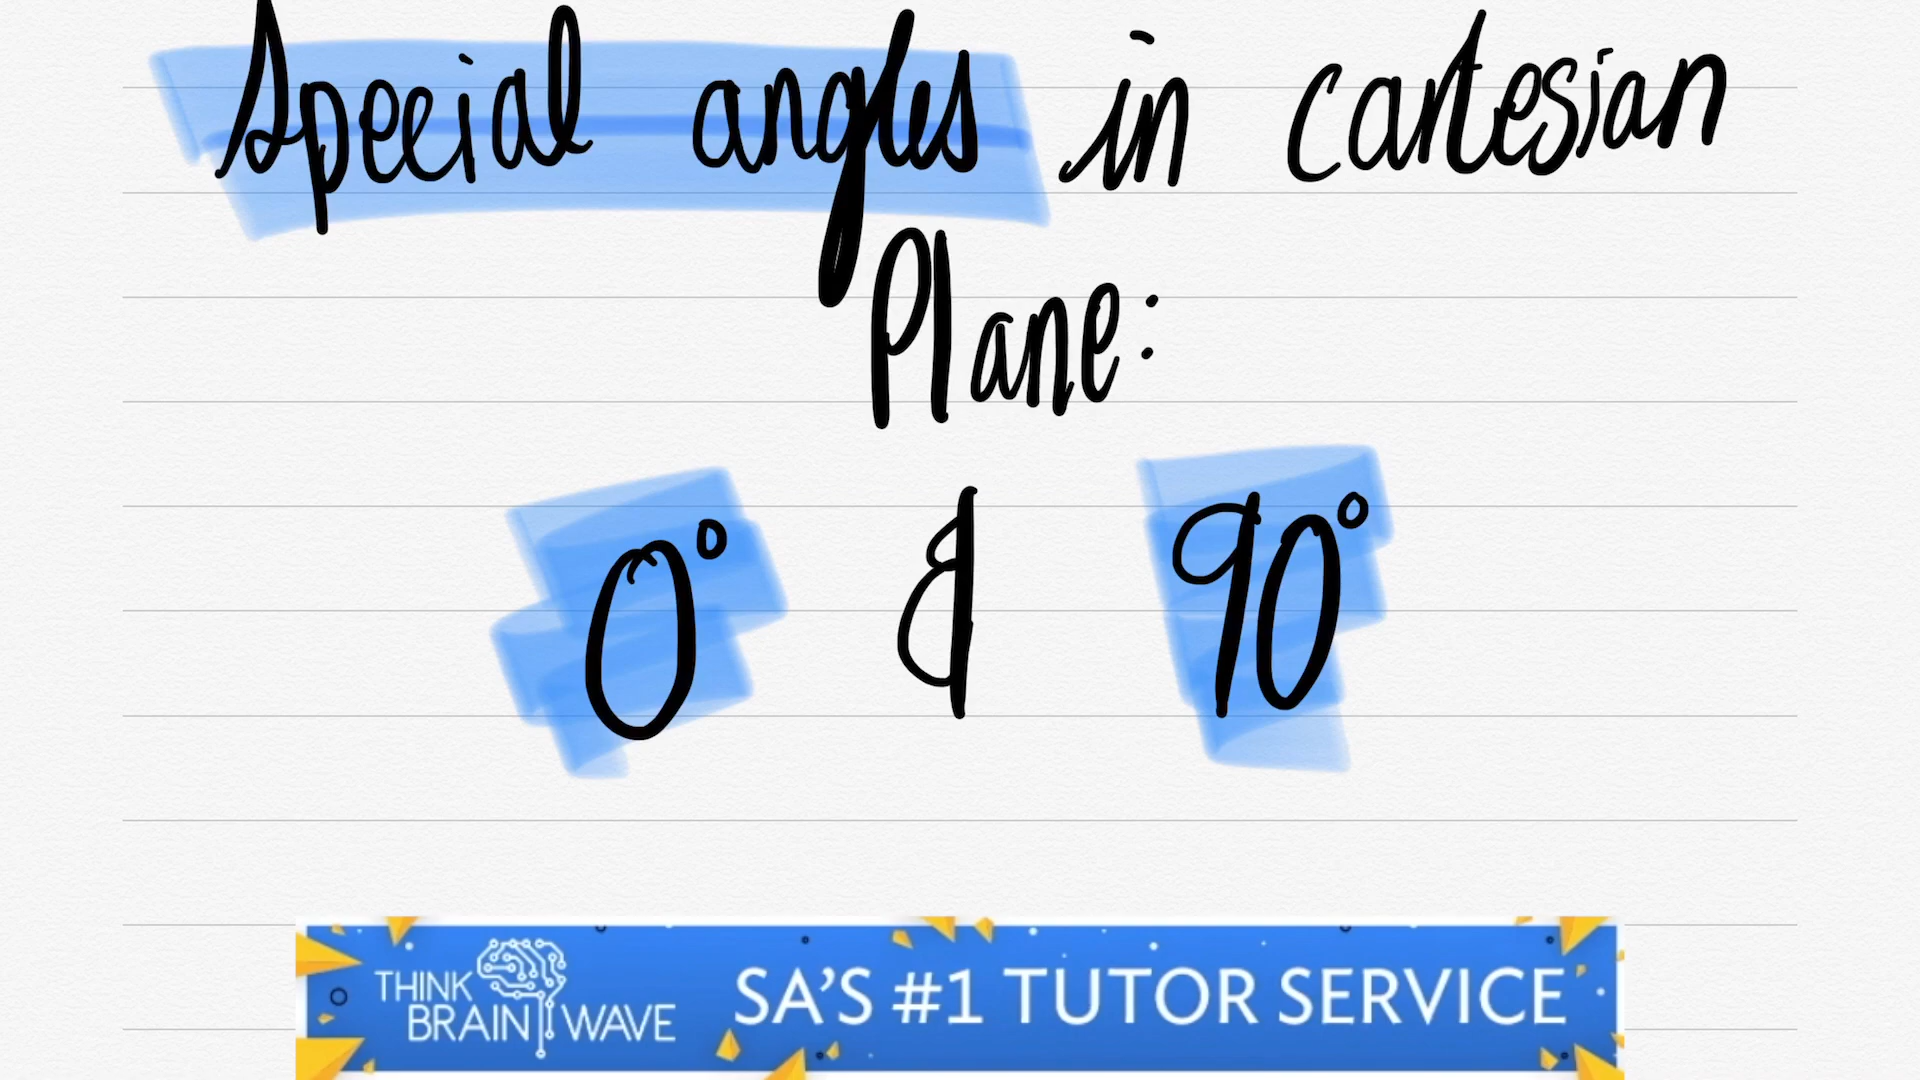 Special angles in cartesian
Plane:
0° & 90°
THINK
BRAIN WAVE
SA'S #1 TUTOR SERVICE